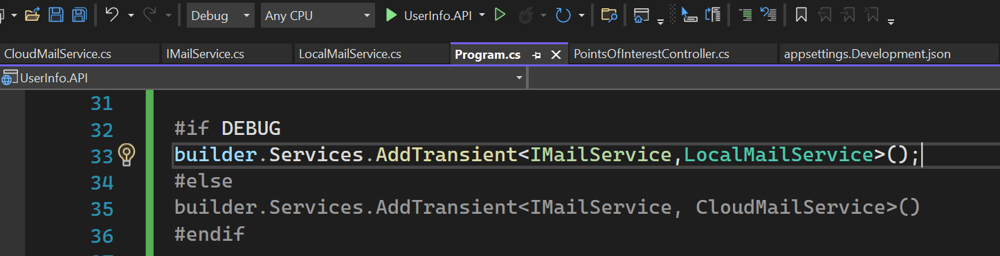 Debug Any CPU UserInfo.API
CloudMailService.cs IMailService.cs LocalMailService.cs Program.cs PointsOfInterestController.cs appsettings.Development.json
UserInfo.API
31
32 #if DEBUG
33 builder.Services.AddTransient<IMailService,LocalMailService>();
34 #else
35 builder.Services.AddTransient<IMailService, CloudMailService>()
36 #endif